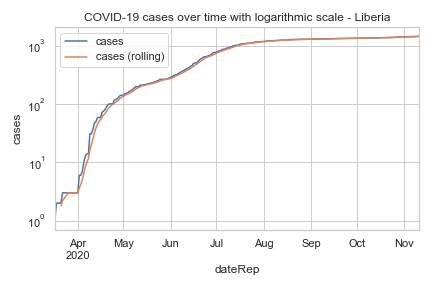 COVID-19 cases over time with logarithmic scale - Liberia
cases
cases (rolling)
10³
10²
10¹
10⁰
cases
Apr
2020
May
Jun
Jul
Aug
Sep
Oct
Nov
dateRep